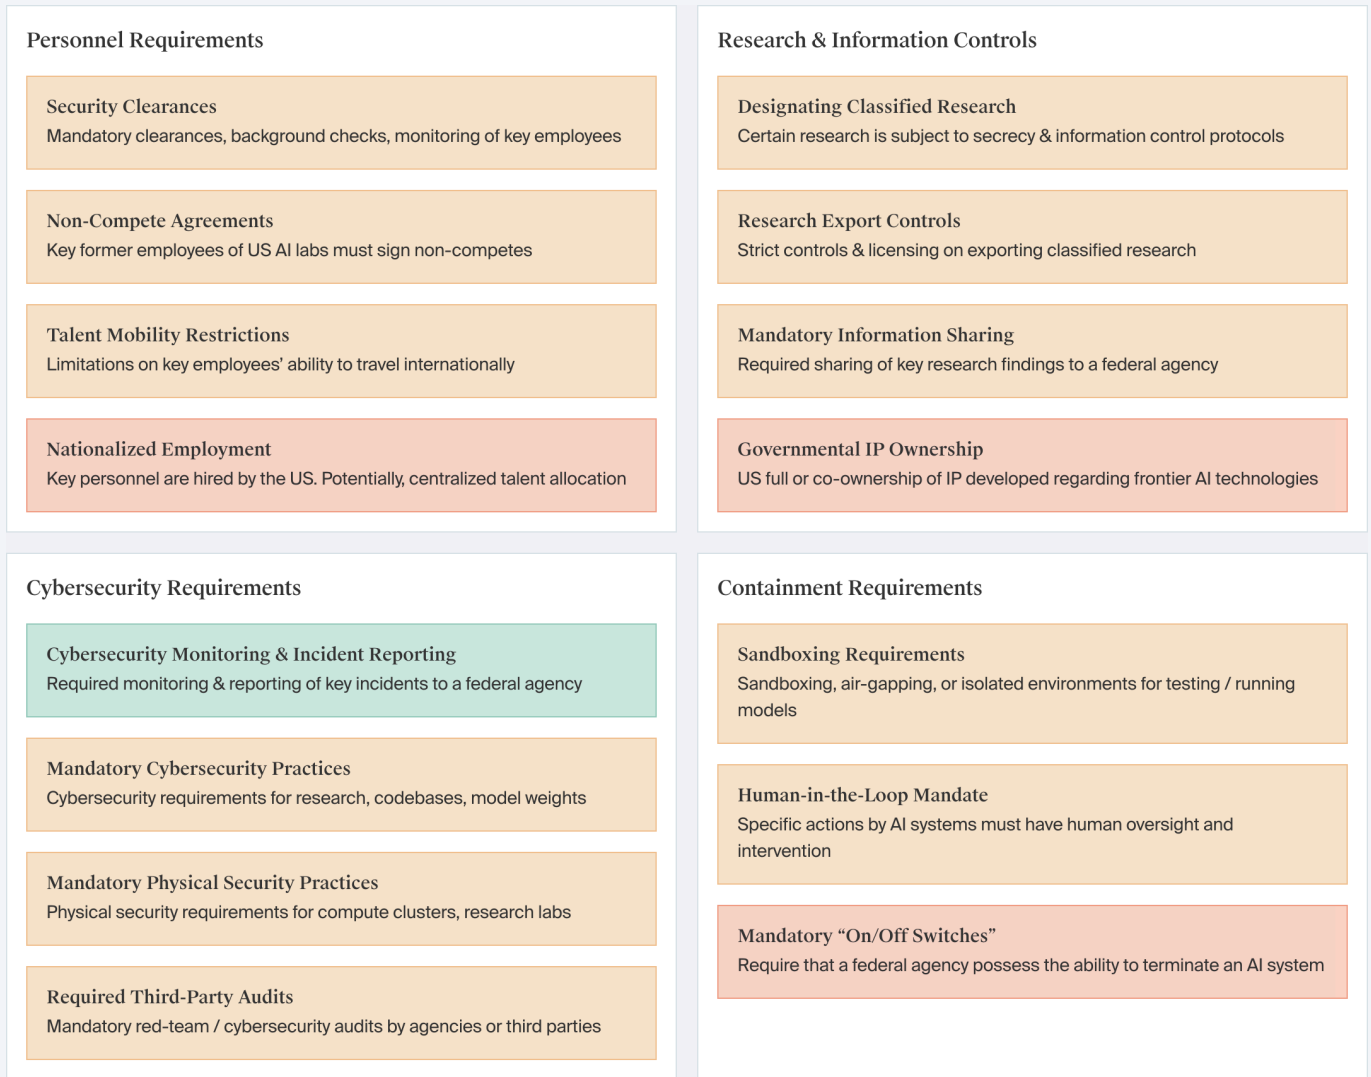 Personnel Requirements
Security Clearances
Mandatory clearances, background checks, monitoring of key employees
Non-Compete Agreements
Key former employees of US AI labs must sign non-competes
Talent Mobility Restrictions
Limitations on key employees’ ability to travel internationally
Nationalized Employment
Key personnel are hired by the US. Potentially, centralized talent allocation
Research & Information Controls
Designating Classified Research
Certain research is subject to secrecy & information control protocols
Research Export Controls
Strict controls & licensing on exporting classified research
Mandatory Information Sharing
Required sharing of key research findings to a federal agency
Governmental IP Ownership
US full or co-ownership of IP developed regarding frontier AI technologies
Cybersecurity Requirements
Cybersecurity Monitoring & Incident Reporting
Required monitoring & reporting of key incidents to a federal agency
Mandatory Cybersecurity Practices
Cybersecurity requirements for research, codebases, model weights
Mandatory Physical Security Practices
Physical security requirements for compute clusters, research labs
Required Third-Party Audits
Mandatory red-team / cybersecurity audits by agencies or third parties
Containment Requirements
Sandboxing Requirements
Sandboxing, air-gapping, or isolated environments for testing / running
models
Human-in-the-Loop Mandate
Specific actions by AI systems must have human oversight and
intervention
Mandatory “On/Off Switches”
Require that a federal agency possess the ability to terminate an AI system